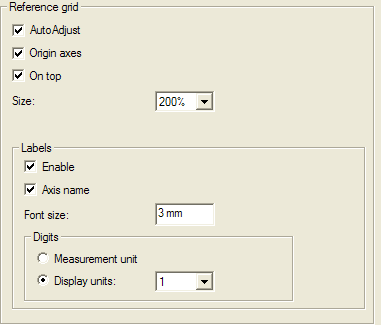 Reference grid
AutoAdjust
Origin axes
On top
Size: 200%
Labels
Enable
Axis name
Font size: 3 mm
Digits
Measurement unit
Display units: 1